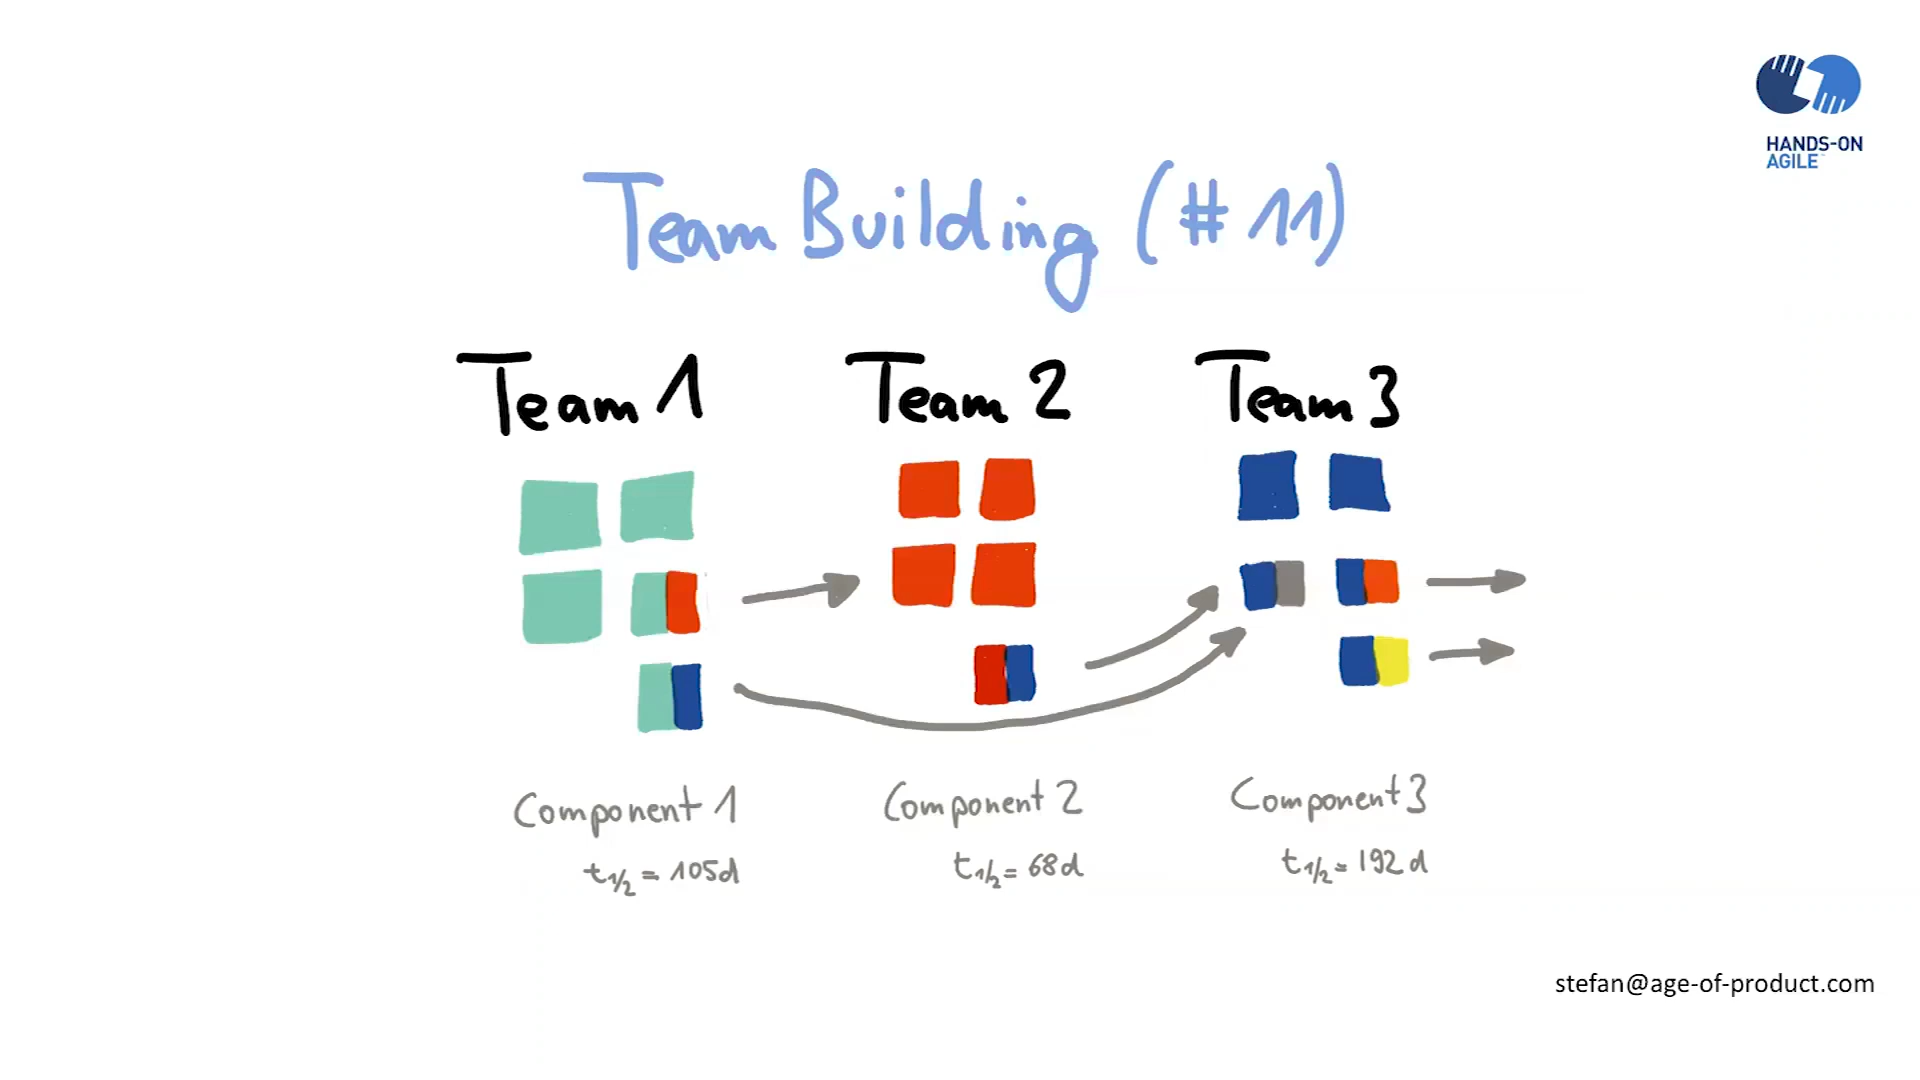 HANDS-ON
AGILE™
Team Building (#11)
Team 1
Team 2
Team 3
Component 1
Component 2
Component 3
t1/2 = 105d
t1/2 = 68d
t1/2 = 192d
stefan@age-of-product.com